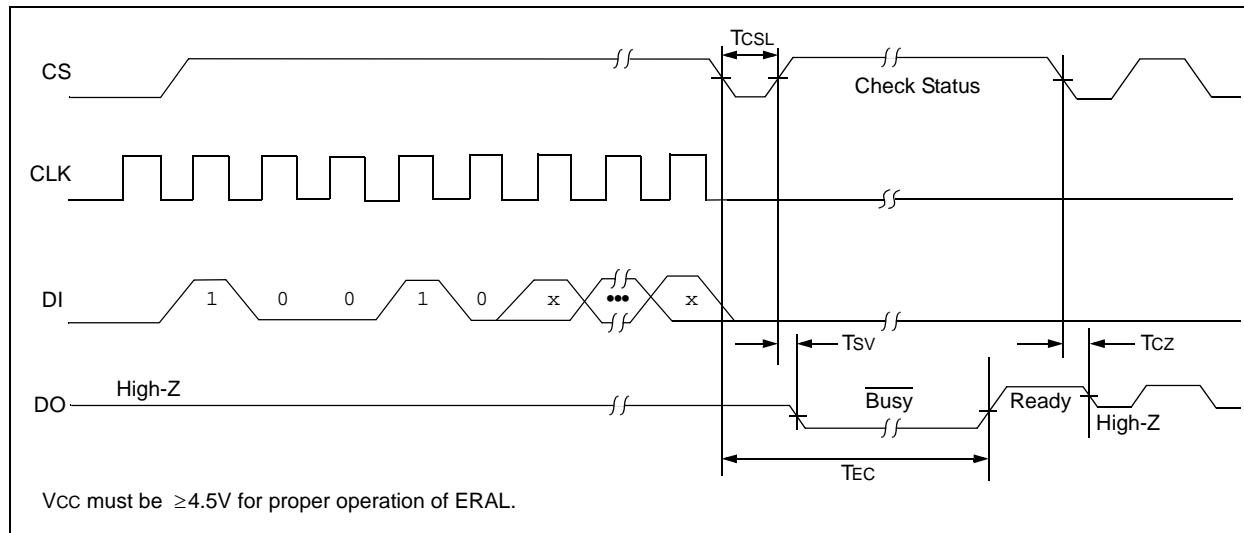 TCSL
CS
Check Status
CLK
DI
1 0 0 1 0 x ••• x
TSV
TCZ
High-Z
DO
Busy
Ready
High-Z
TEC
VCC must be ≥4.5V for proper operation of ERAL.